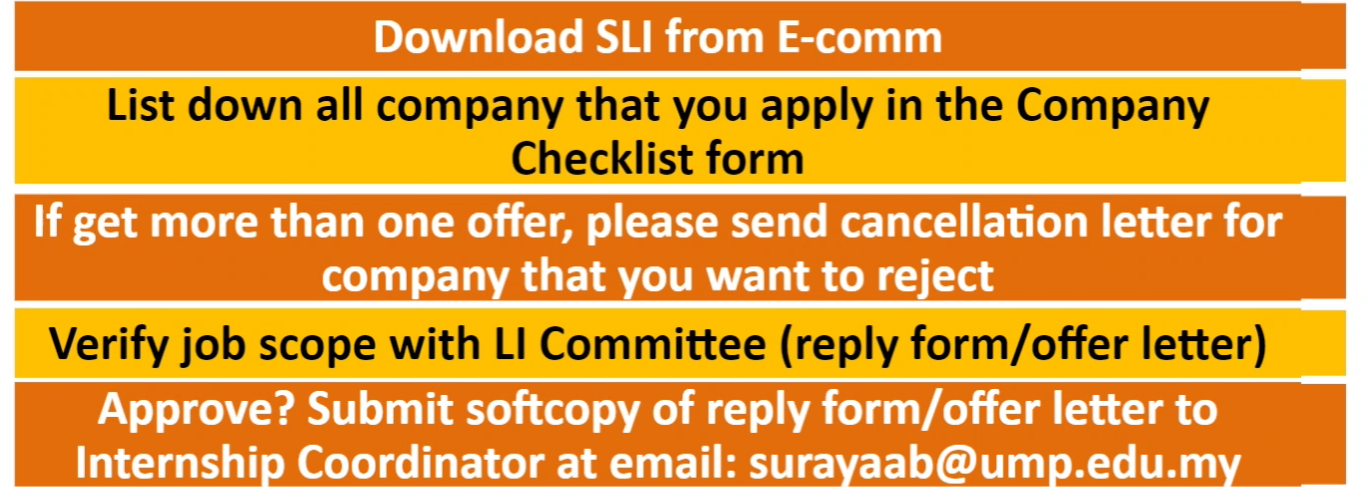 Download SLI from E-comm
List down all company that you apply in the Company
Checklist form
If get more than one offer, please send cancellation letter for
company that you want to reject
Verify job scope with LI Committee (reply form/offer letter)
Approve? Submit softcopy of reply form/offer letter to
Internship Coordinator at email: surayaab@ump.edu.my